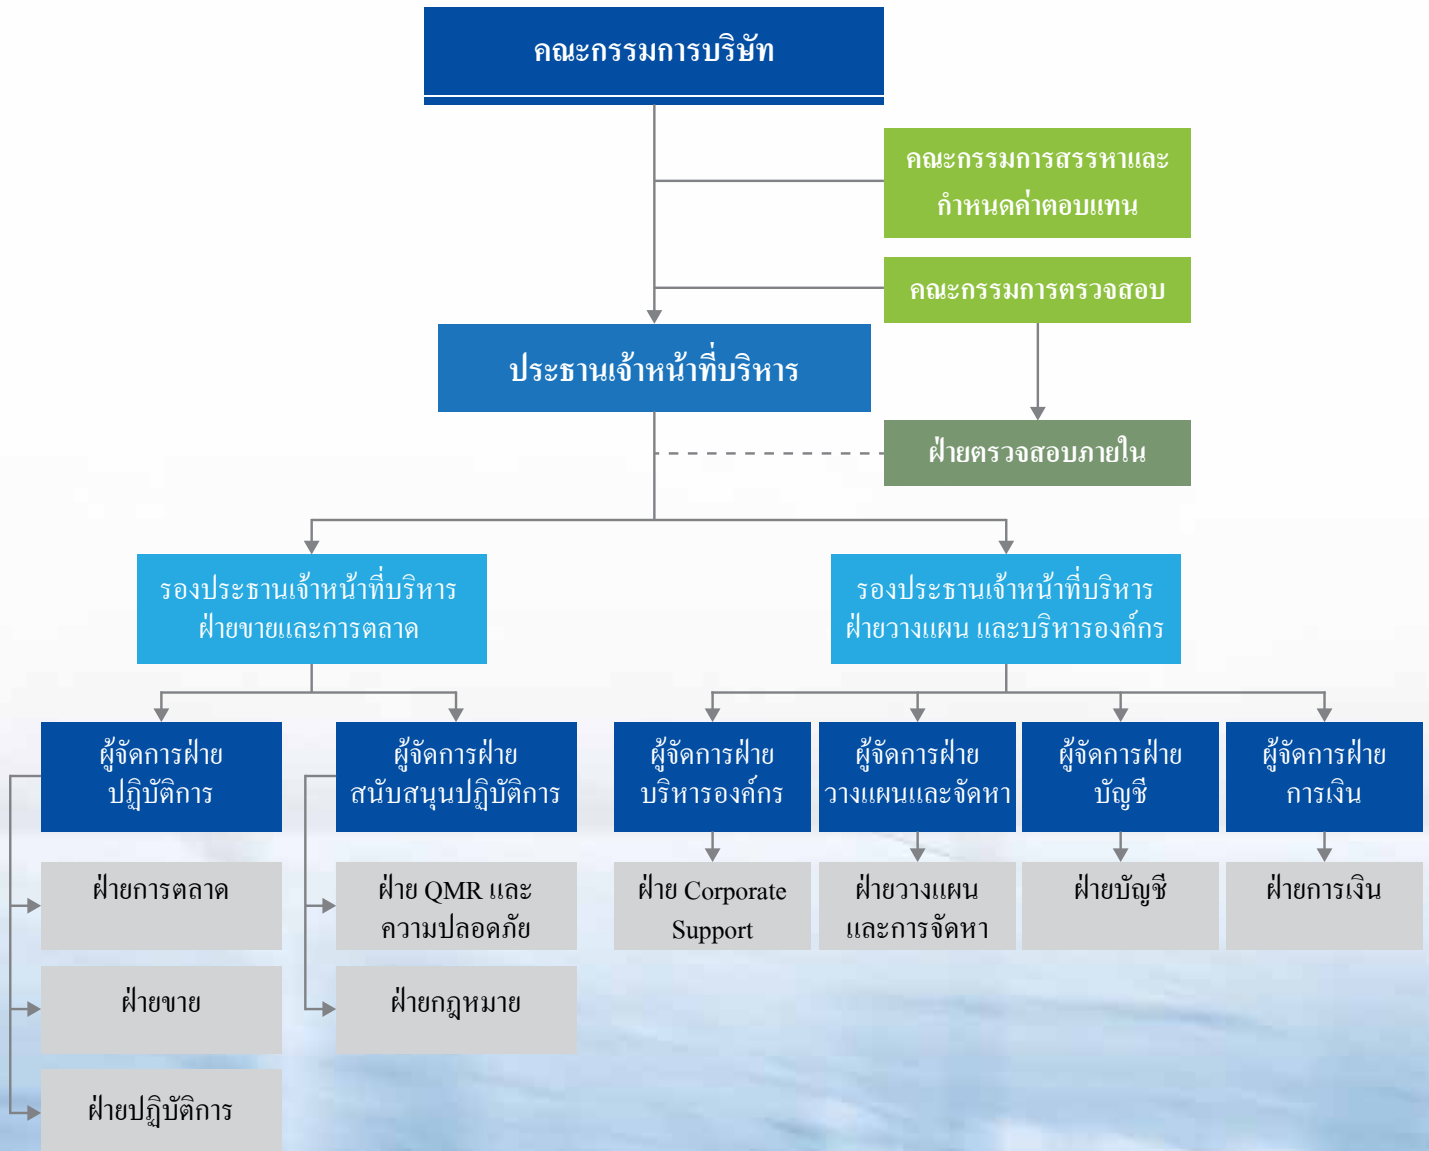 คณะกรรมการบริษัท
คณะกรรมการสรรหาและ
กำหนดค่าตอบแทน
คณะกรรมการตรวจสอบ
ประธานเจ้าหน้าที่บริหาร
ฝ่ายตรวจสอบภายใน
รองประธานเจ้าหน้าที่บริหาร
ฝ่ายขายและการตลาด
รองประธานเจ้าหน้าที่บริหาร
ฝ่ายวางแผน และบริหารองค์กร
ผู้จัดการฝ่าย
ปฏิบัติการ
ผู้จัดการฝ่าย
สนับสนุนปฏิบัติการ
ผู้จัดการฝ่าย
บริหารองค์กร
ผู้จัดการฝ่าย
วางแผนและจัดหา
ผู้จัดการฝ่าย
บัญชี
ผู้จัดการฝ่าย
การเงิน
ฝ่ายการตลาด
ฝ่าย QMR และ
ความปลอดภัย
ฝ่าย Corporate
Support
ฝ่ายวางแผน
และการจัดหา
ฝ่ายบัญชี
ฝ่ายการเงิน
ฝ่ายขาย
ฝ่ายกฎหมาย
ฝ่ายปฏิบัติการ